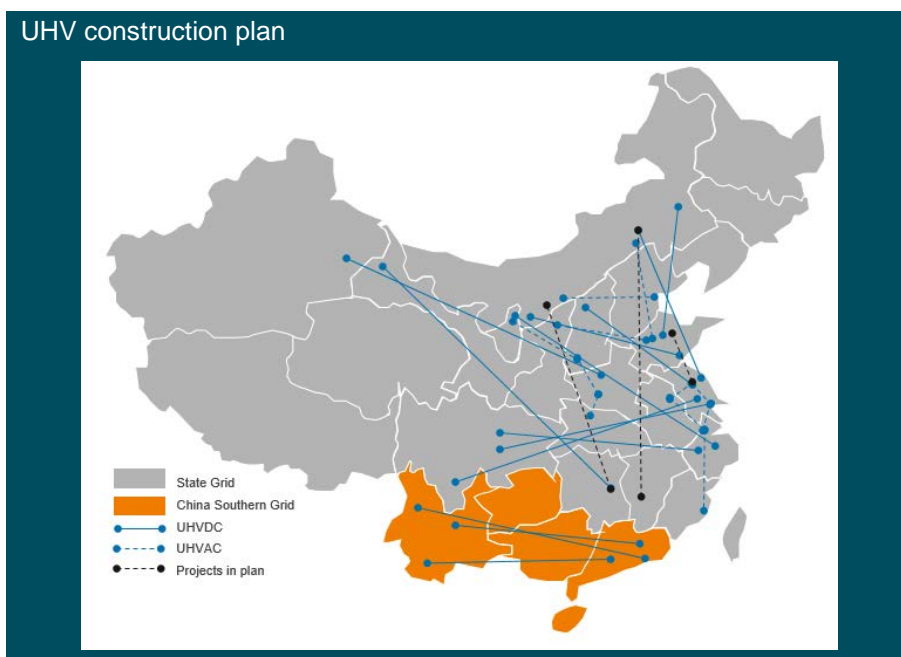 UHV construction plan
State Grid
China Southern Grid
UHVDC
UHVAC
Projects in plan